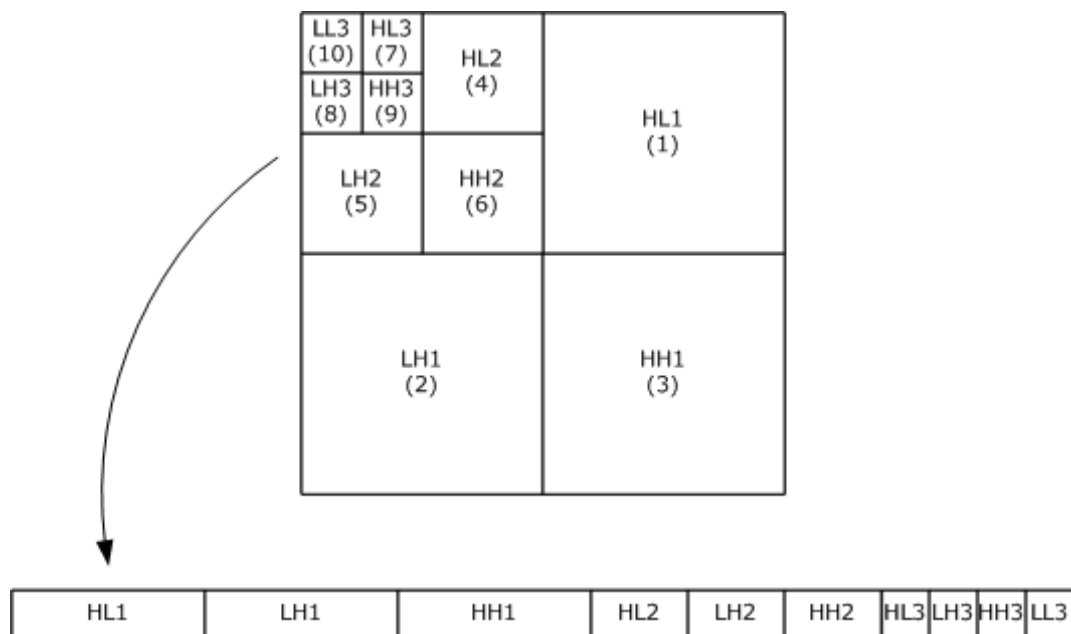 LL3
(10)
HL3
(7)
HL2
(4)
HL1
(1)
LH3
(8)
HH3
(9)
LH2
(5)
HH2
(6)
LH1
(2)
HH1
(3)
HL1 LH1 HH1 HL2 LH2 HH2 HL3 LH3 HH3 LL3